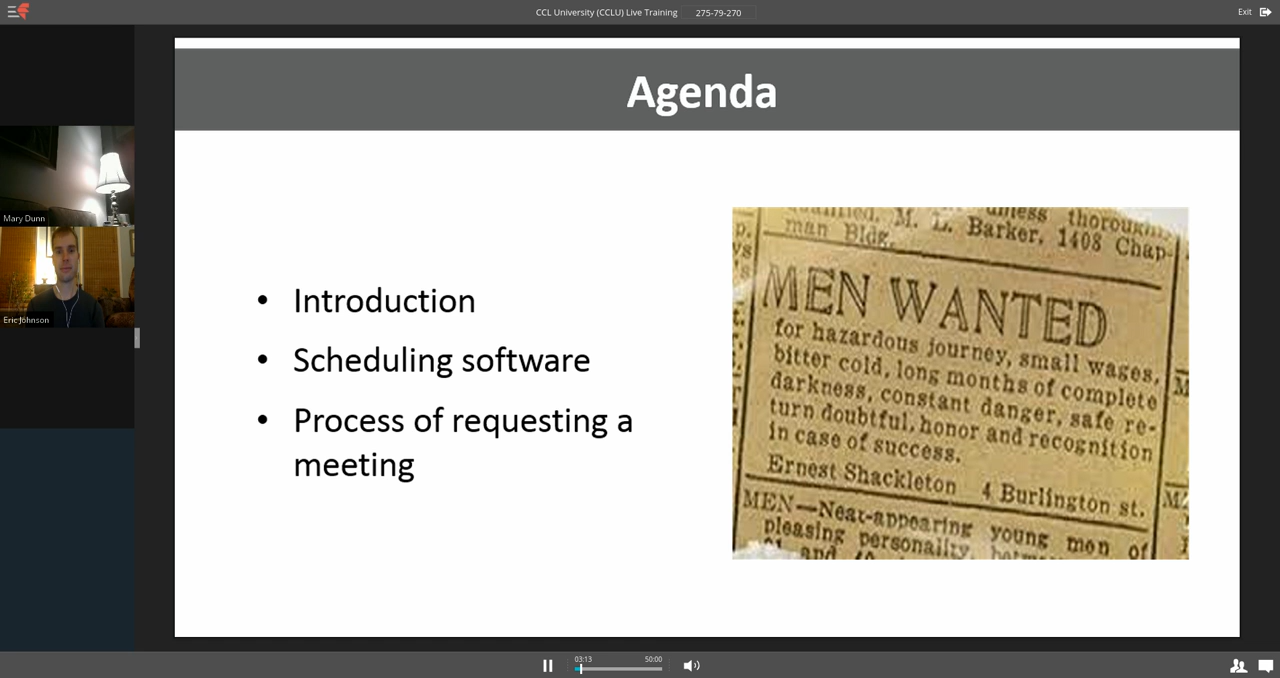 CCL University (CCLU) Live Training 275-79-270
Exit
Agenda
Mary Dunn
Eric Johnson
• Introduction
• Scheduling software
• Process of requesting a
meeting
M. L. Barker, 1408 Chap-
man Bldg.
MEN WANTED
for hazardous journey, small wages,
bitter cold, long months of complete
darkness, constant danger, safe re-
turn doubtful, honor and recognition
in case of success.
Ernest Shackleton 4 Burlington st.
MEN—Neat-appearing young men of
pleasing personality,
03:13 50:00